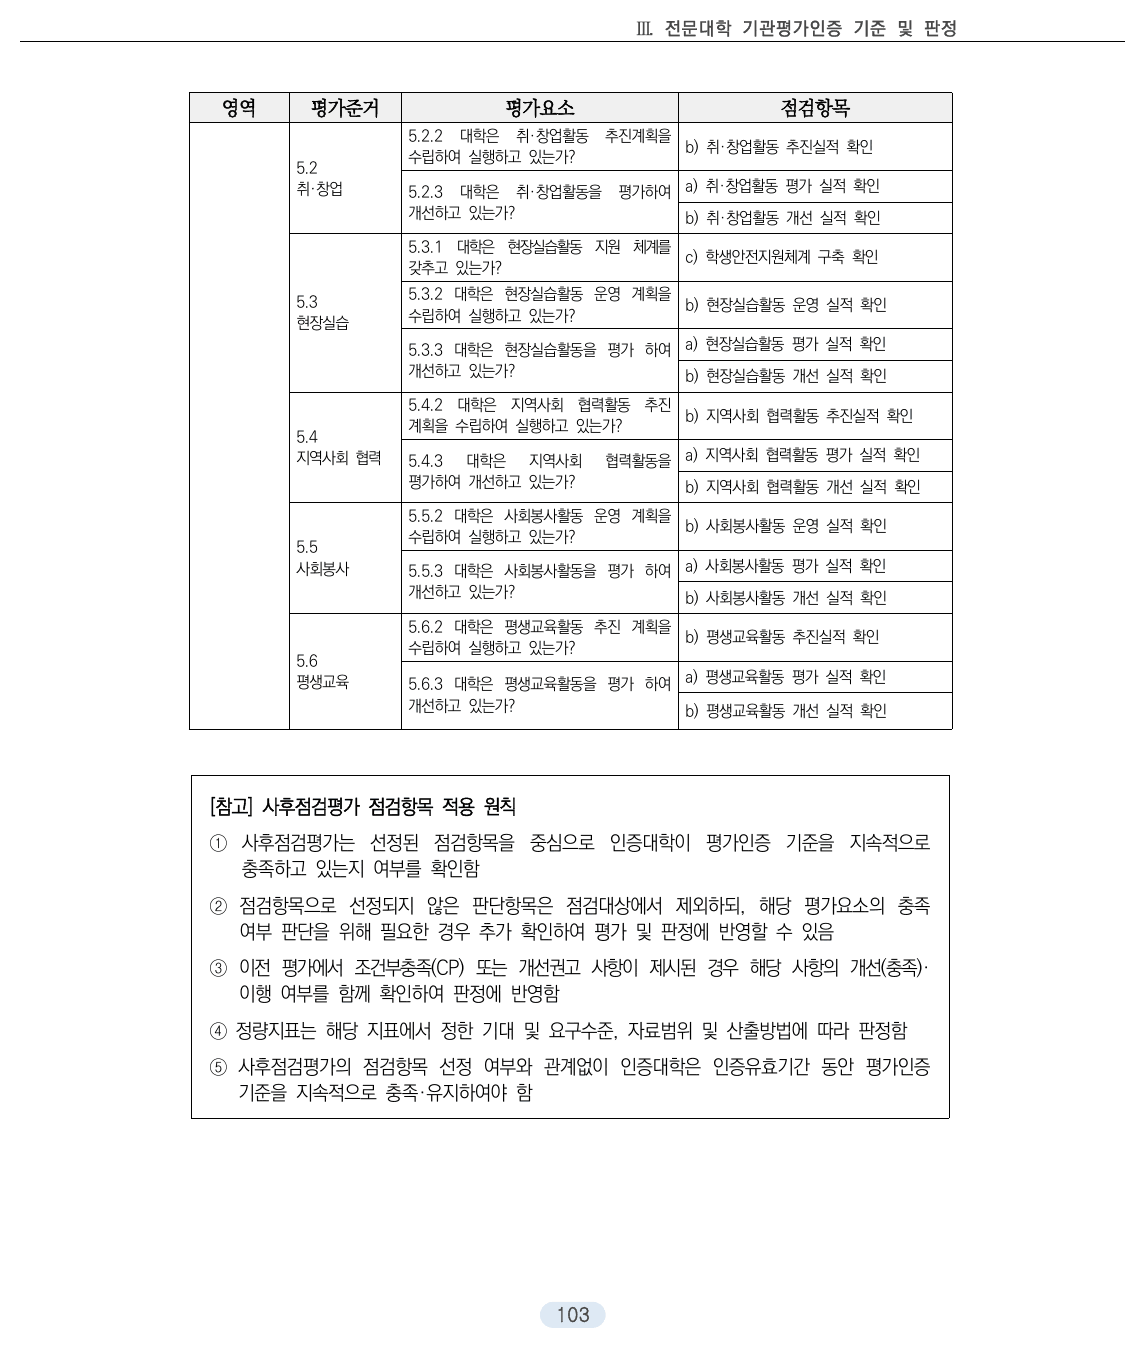 Ⅲ. 전문대학 기관평가인증 기준 및 판정
영역 평가준거 평가요소 점검항목
5.2
취·창업
5.2.2 대학은 취·창업활동 추진계획을
수립하여 실행하고 있는가?
b) 취·창업활동 추진실적 확인
5.2.3 대학은 취·창업활동을 평가하여
개선하고 있는가?
a) 취·창업활동 평가 실적 확인
b) 취·창업활동 개선 실적 확인
5.3
현장실습
5.3.1 대학은 현장실습활동 지원 체계를
갖추고 있는가?
c) 학생안전지원체계 구축 확인
5.3.2 대학은 현장실습활동 운영 계획을
수립하여 실행하고 있는가?
b) 현장실습활동 운영 실적 확인
5.3.3 대학은 현장실습활동을 평가 하여
개선하고 있는가?
a) 현장실습활동 평가 실적 확인
b) 현장실습활동 개선 실적 확인
5.4
지역사회 협력
5.4.2 대학은 지역사회 협력활동 추진
계획을 수립하여 실행하고 있는가?
b) 지역사회 협력활동 추진실적 확인
5.4.3 대학은 지역사회 협력활동을
평가하여 개선하고 있는가?
a) 지역사회 협력활동 평가 실적 확인
b) 지역사회 협력활동 개선 실적 확인
5.5
사회봉사
5.5.2 대학은 사회봉사활동 운영 계획을
수립하여 실행하고 있는가?
b) 사회봉사활동 운영 실적 확인
5.5.3 대학은 사회봉사활동을 평가 하여
개선하고 있는가?
a) 사회봉사활동 평가 실적 확인
b) 사회봉사활동 개선 실적 확인
5.6
평생교육
5.6.2 대학은 평생교육활동 추진 계획을
수립하여 실행하고 있는가?
b) 평생교육활동 추진실적 확인
5.6.3 대학은 평생교육활동을 평가 하여
개선하고 있는가?
a) 평생교육활동 평가 실적 확인
b) 평생교육활동 개선 실적 확인
[참고] 사후점검평가 점검항목 적용 원칙
① 사후점검평가는 선정된 점검항목을 중심으로 인증대학이 평가인증 기준을 지속적으로
충족하고 있는지 여부를 확인함
② 점검항목으로 선정되지 않은 판단항목은 점검대상에서 제외하되, 해당 평가요소의 충족
여부 판단을 위해 필요한 경우 추가 확인하여 평가 및 판정에 반영할 수 있음
③ 이전 평가에서 조건부충족(CP) 또는 개선권고 사항이 제시된 경우 해당 사항의 개선(충족)·
이행 여부를 함께 확인하여 판정에 반영함
④ 정량지표는 해당 지표에서 정한 기대 및 요구수준, 자료범위 및 산출방법에 따라 판정함
⑤ 사후점검평가의 점검항목 선정 여부와 관계없이 인증대학은 인증유효기간 동안 평가인증
기준을 지속적으로 충족·유지하여야 함
103